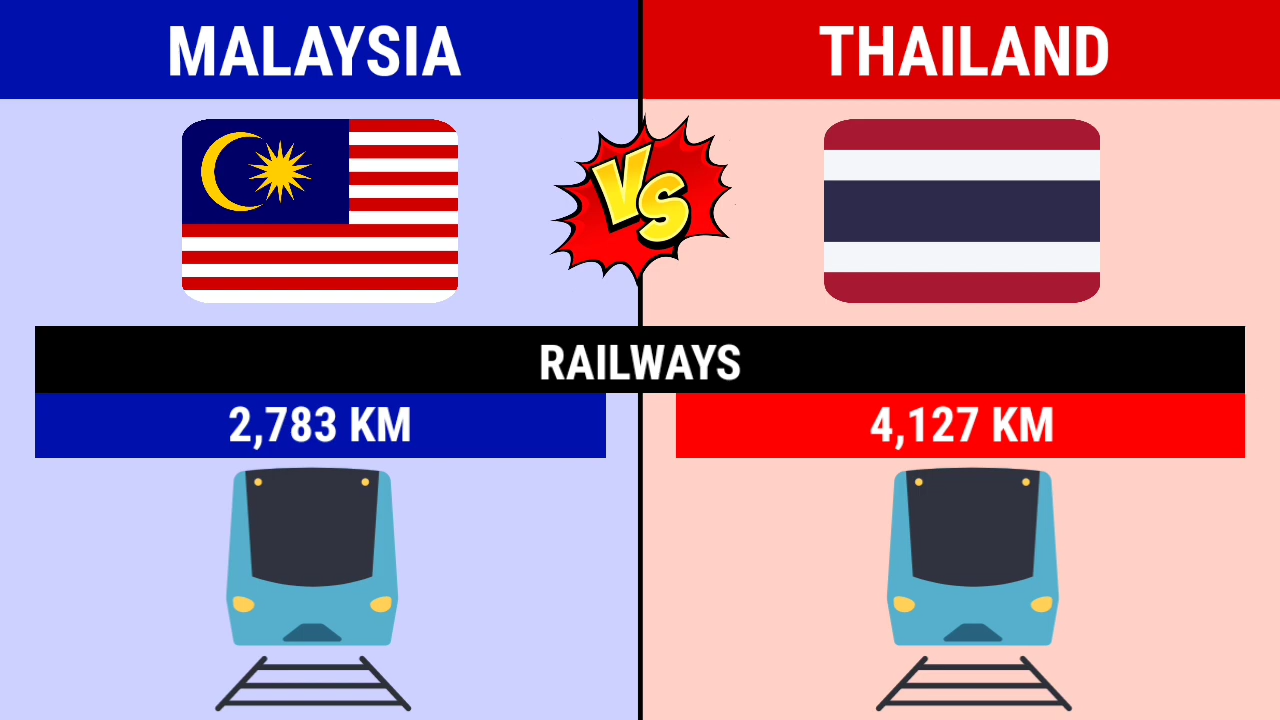 MALAYSIA
THAILAND
VS
RAILWAYS
2,783 KM
4,127 KM